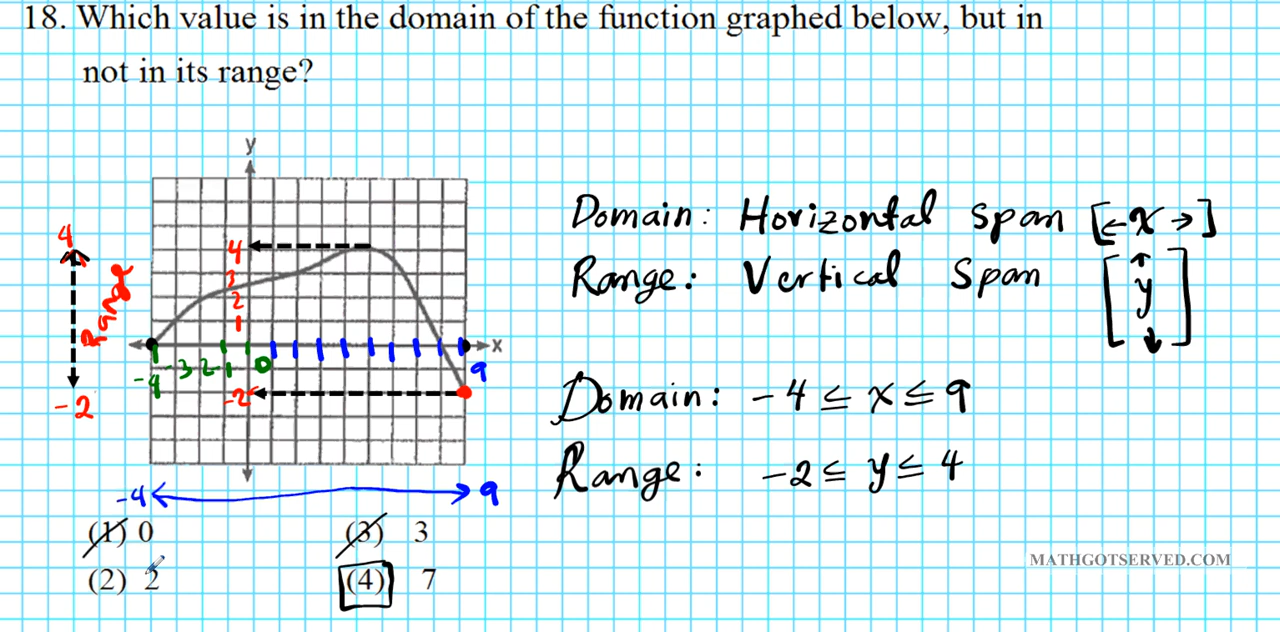 18. Which value is in the domain of the function graphed below, but in
not in its range?
y
4
3
2
1
x
-4 -3 -2 -1 0
9
-2
4
Range
-2
-4 9
(1) 0
(3) 3
(2) 2
(4) 7
Domain: Horizontal Span [←x→]
Range: Vertical Span [↑y↓]
Domain: -4 ≤ x ≤ 9
Range: -2 ≤ y ≤ 4
MATHGOTSERVED.COM